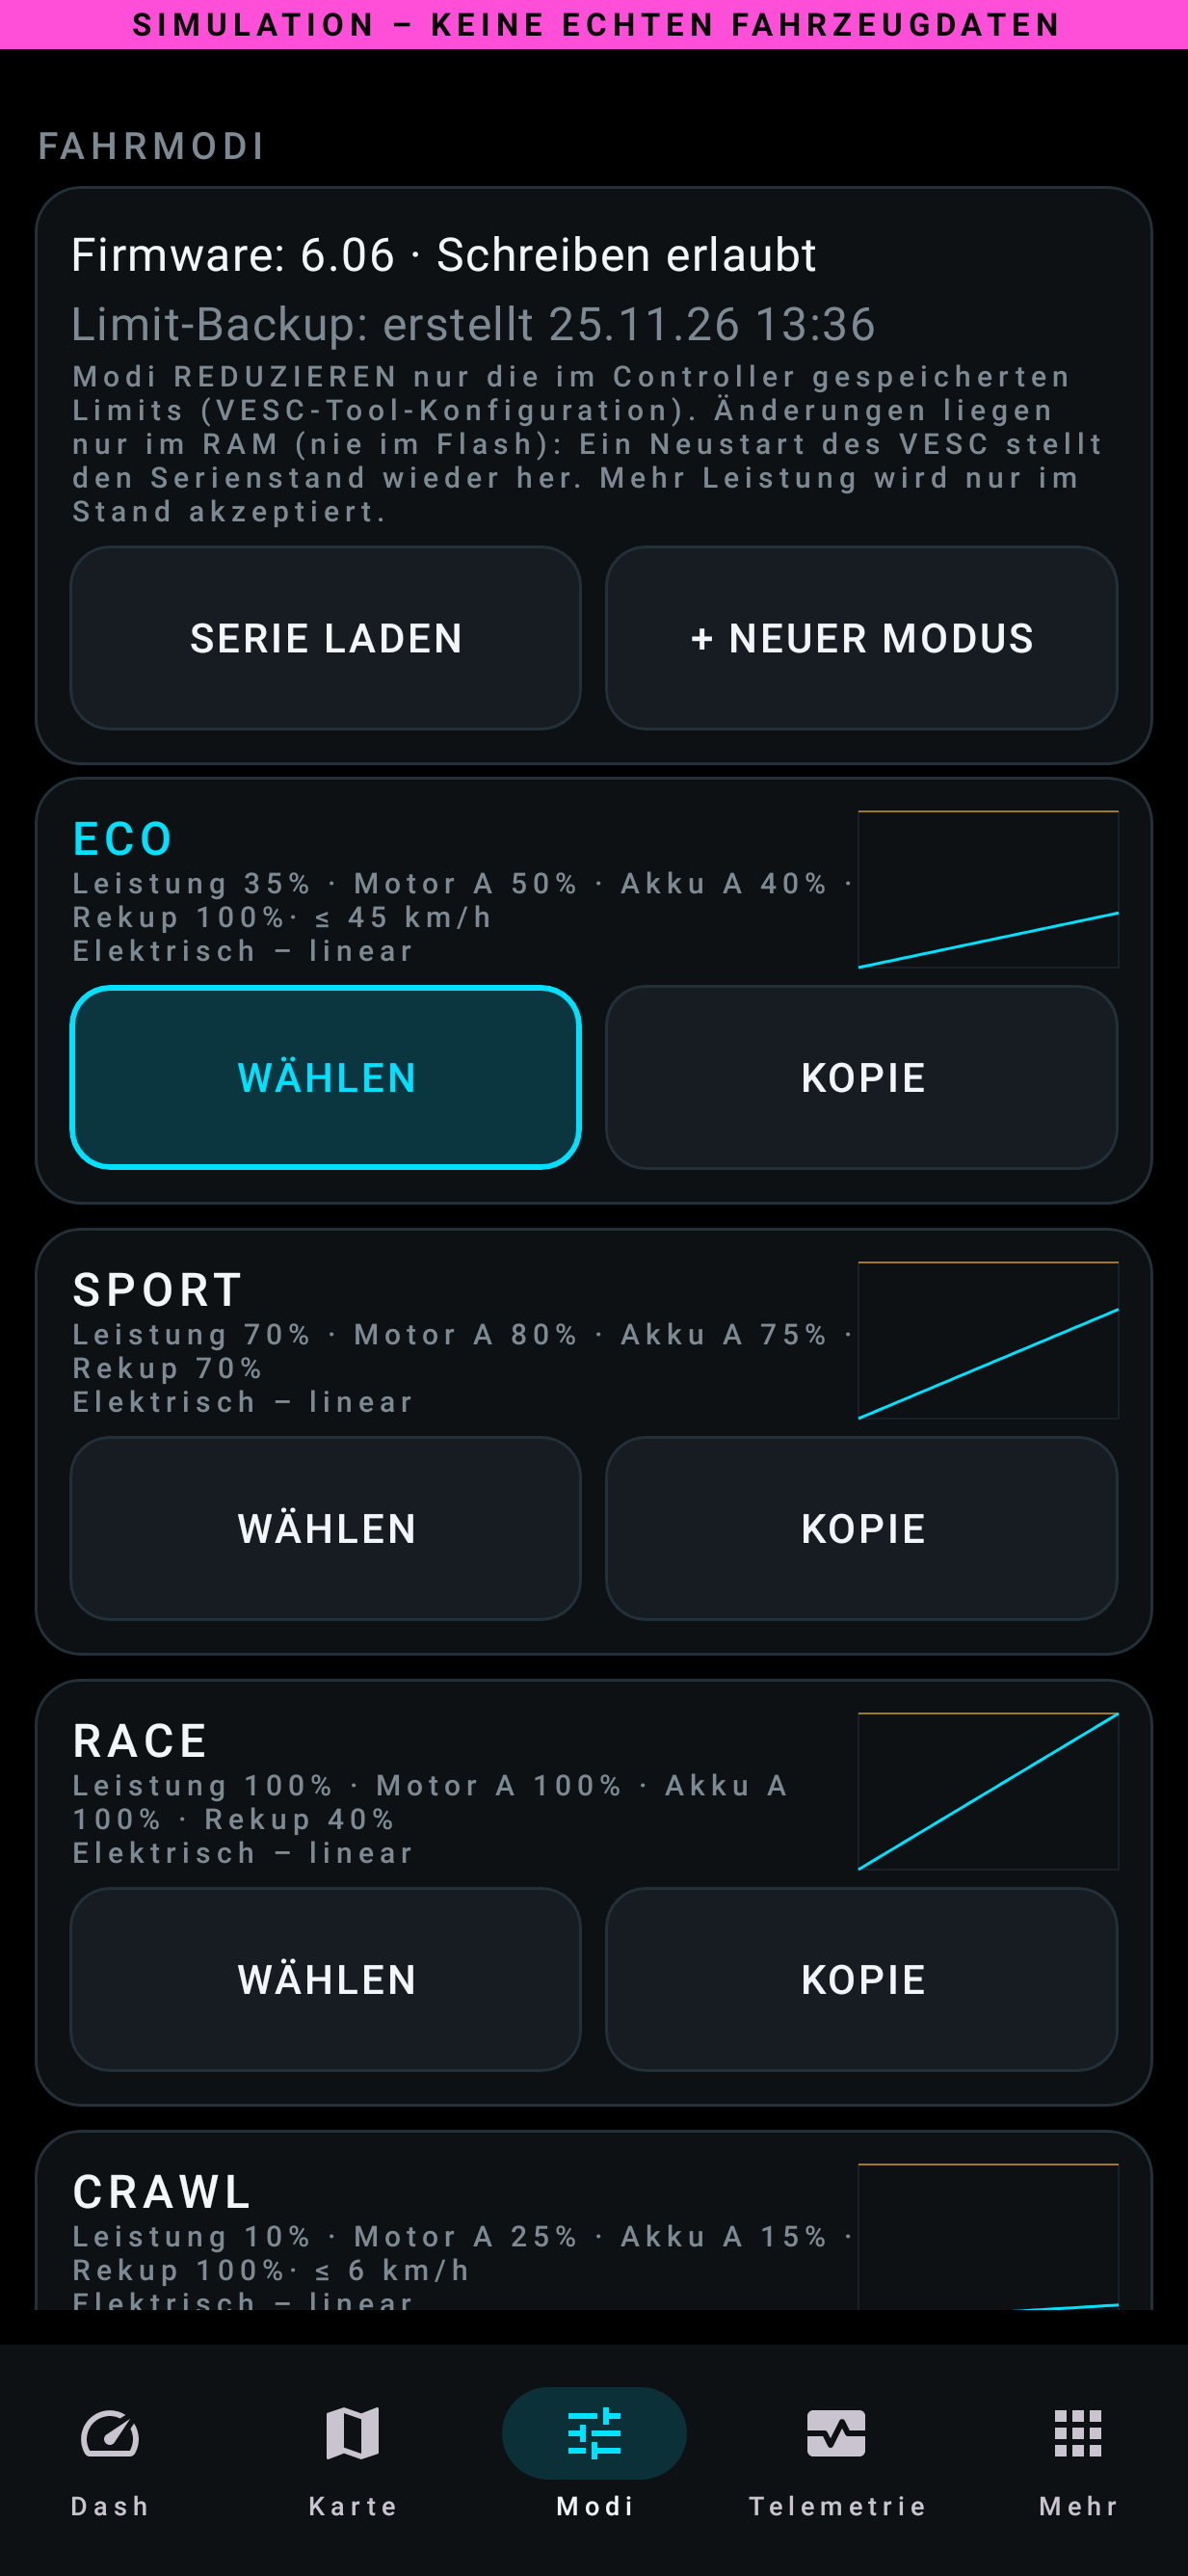 SIMULATION – KEINE ECHTEN FAHRZEUGDATEN
FAHRMODI
Firmware: 6.06 · Schreiben erlaubt
Limit-Backup: erstellt 25.11.26 13:36
Modi REDUZIEREN nur die im Controller gespeicherten
Limits (VESC-Tool-Konfiguration). Änderungen liegen
nur im RAM (nie im Flash): Ein Neustart des VESC stellt
den Serienstand wieder her. Mehr Leistung wird nur im
Stand akzeptiert.
SERIE LADEN
+ NEUER MODUS
ECO
Leistung 35% · Motor A 50% · Akku A 40% ·
Rekup 100%· ≤ 45 km/h
Elektrisch – linear
WÄHLEN
KOPIE
SPORT
Leistung 70% · Motor A 80% · Akku A 75% ·
Rekup 70%
Elektrisch – linear
WÄHLEN
KOPIE
RACE
Leistung 100% · Motor A 100% · Akku A
100% · Rekup 40%
Elektrisch – linear
WÄHLEN
KOPIE
CRAWL
Leistung 10% · Motor A 25% · Akku A 15% ·
Rekup 100%· ≤ 6 km/h
Elektrisch – linear
Dash
Karte
Modi
Telemetrie
Mehr